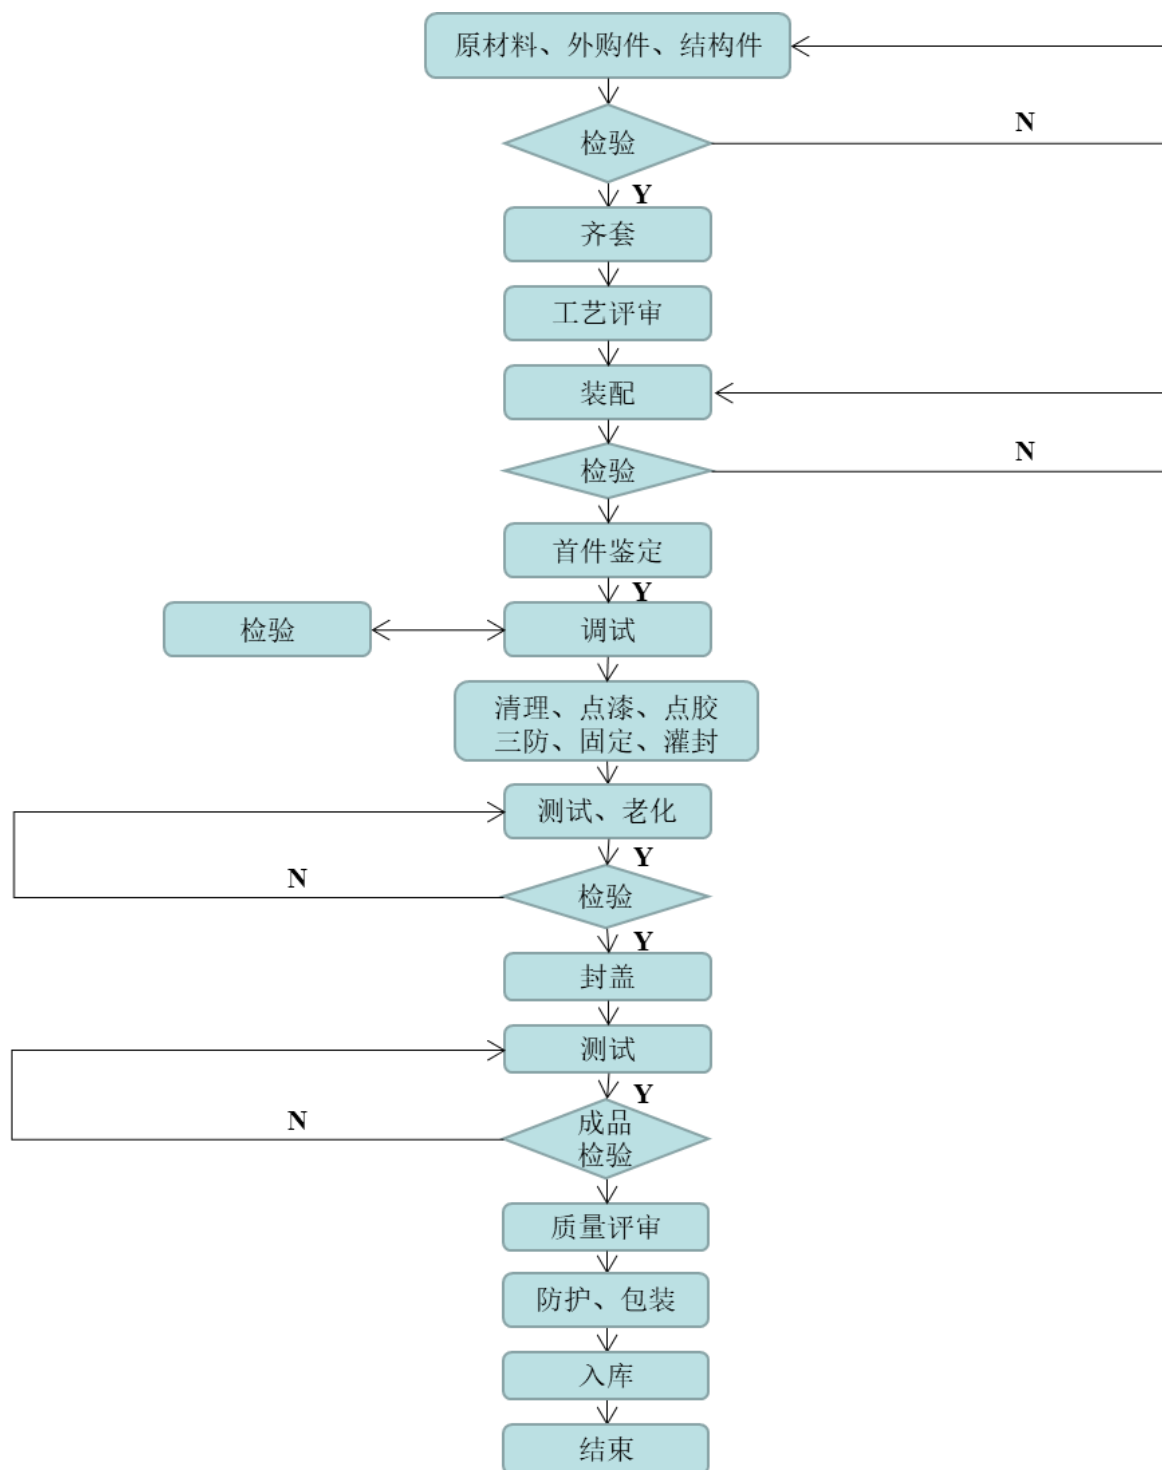 原材料、外购件、结构件
检验
N
Y
齐套
工艺评审
装配
检验
N
首件鉴定
Y
检验
调试
清理、点漆、点胶
三防、固定、灌封
测试、老化
Y
N
检验
Y
封盖
测试
Y
N
成品
检验
质量评审
防护、包装
入库
结束